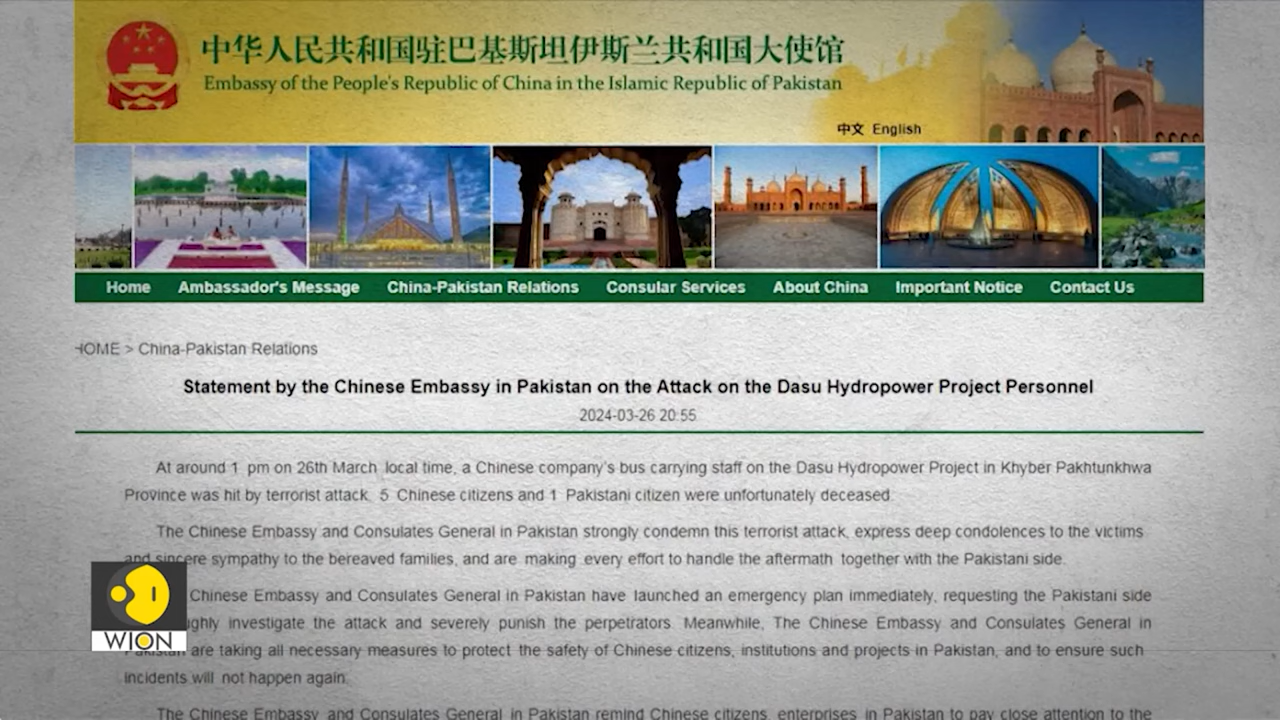 中华人民共和国驻巴基斯坦伊斯兰共和国大使馆
Embassy of the People's Republic of China in the Islamic Republic of Pakistan
中文 English
Home Ambassador's Message China-Pakistan Relations Consular Services About China Important Notice Contact Us
HOME > China-Pakistan Relations
Statement by the Chinese Embassy in Pakistan on the Attack on the Dasu Hydropower Project Personnel
2024-03-26 20:55
At around 1 pm on 26th March local time, a Chinese company's bus carrying staff on the Dasu Hydropower Project in Khyber Pakhtunkhwa
Province was hit by terrorist attack. 5 Chinese citizens and 1 Pakistani citizen were unfortunately deceased.
The Chinese Embassy and Consulates General in Pakistan strongly condemn this terrorist attack, express deep condolences to the victims
and sincere sympathy to the bereaved families, and are making every effort to handle the aftermath together with the Pakistani side.
Chinese Embassy and Consulates General in Pakistan have launched an emergency plan immediately, requesting the Pakistani side
ghly investigate the attack and severely punish the perpetrators. Meanwhile, The Chinese Embassy and Consulates General in
Pakistan are taking all necessary measures to protect the safety of Chinese citizens, institutions and projects in Pakistan, and to ensure such
incidents will not happen again.
The Chinese Embassy and Consulates General in Pakistan remind Chinese citizens, enterprises in Pakistan to pay close attention to the
WION